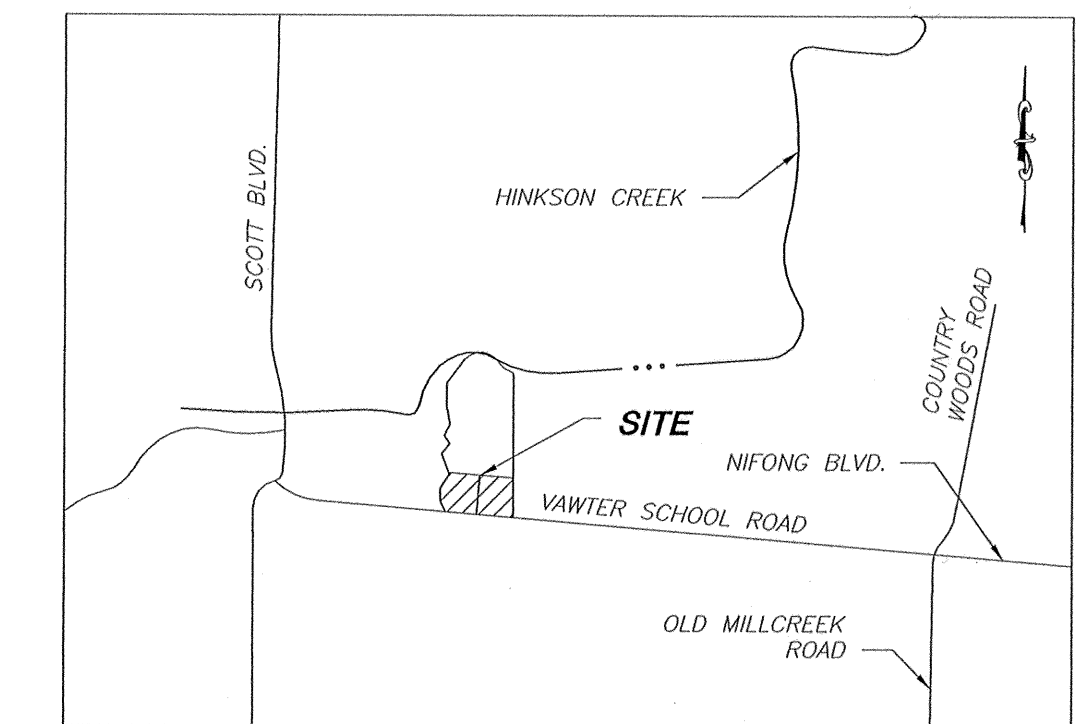 SCOTT BLVD.
HINKSON CREEK
COUNTRY
WOODS ROAD
SITE
NIFONG BLVD.
VAWTER SCHOOL ROAD
OLD MILLCREEK
ROAD